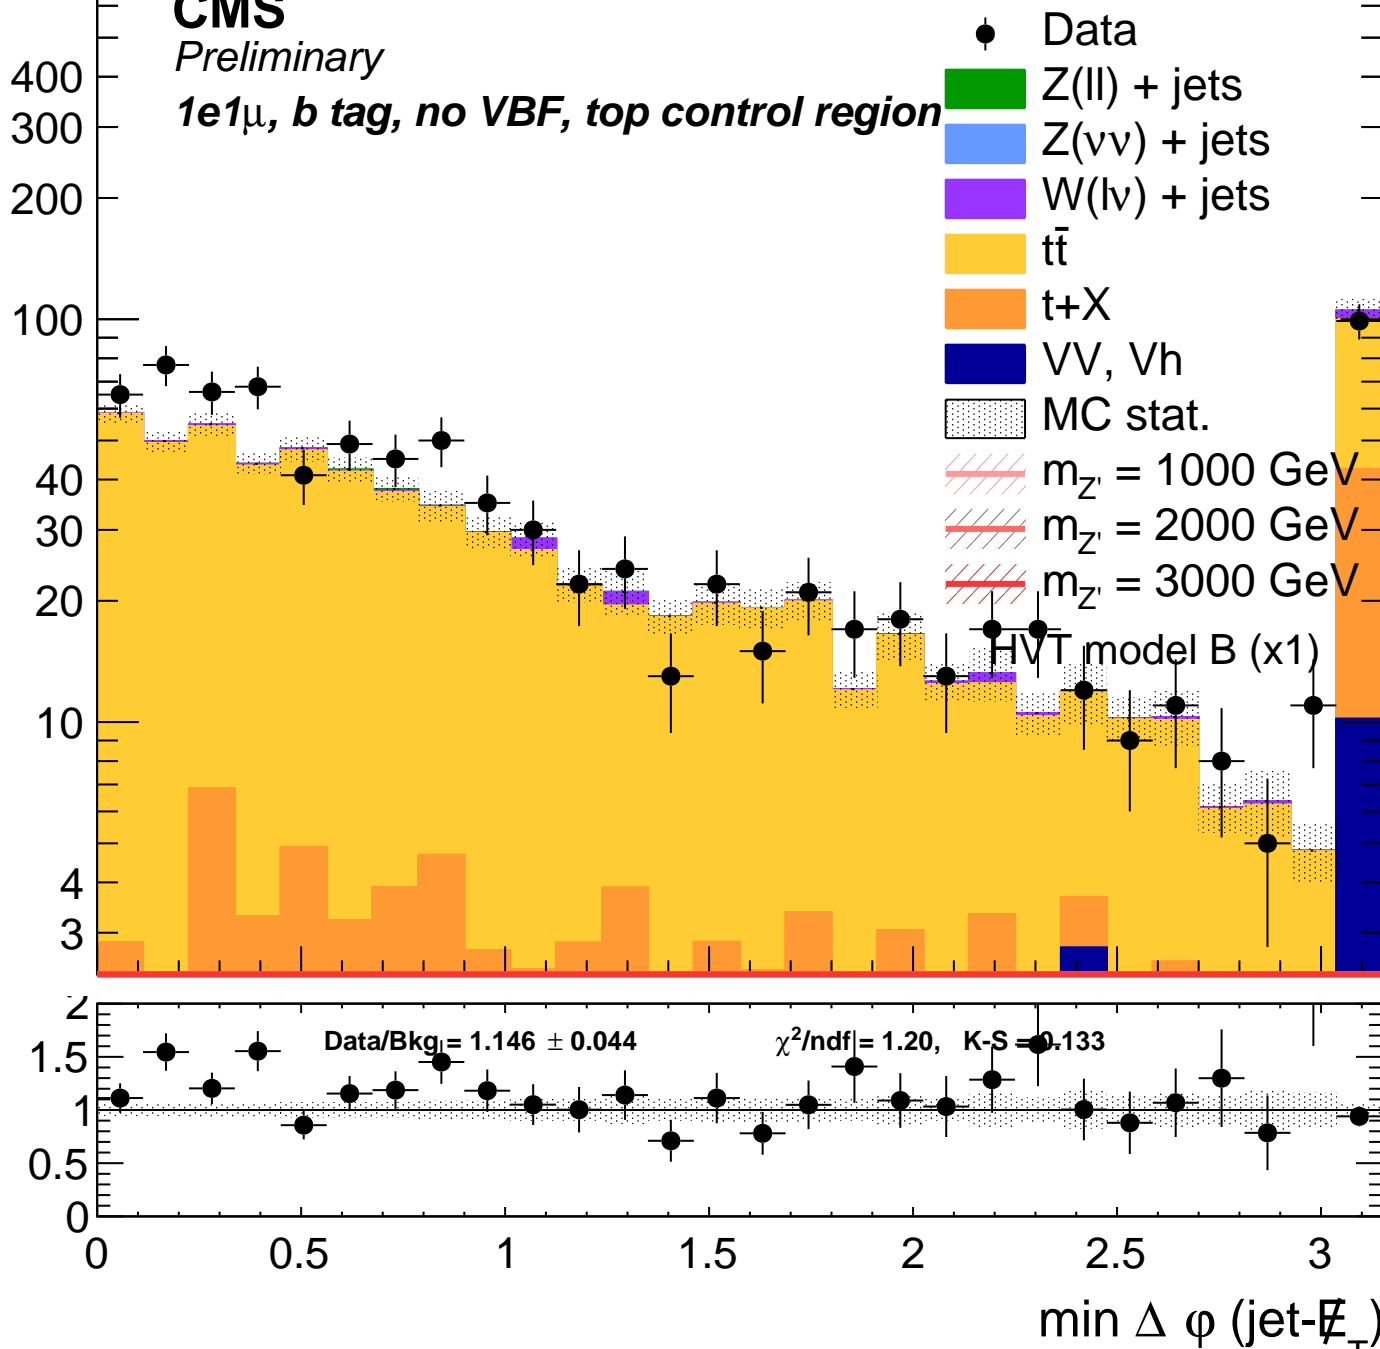 CMS
Preliminary
1e1μ, b tag, no VBF, top control region
Data
Z(ll) + jets
Z(νν) + jets
W(lν) + jets
tt̄
t+X
VV, Vh
MC stat.
m_Z' = 1000 GeV
m_Z' = 2000 GeV
m_Z' = 3000 GeV
HVT model B (x1)
400
300
200
100
40
30
20
10
4
3
2
1.5
1
0.5
0
Data/Bkg = 1.146 ± 0.044
χ²/ndf = 1.20, K-S = 0.133
0 0.5 1 1.5 2 2.5 3
min Δ φ (jet-E̸_T)